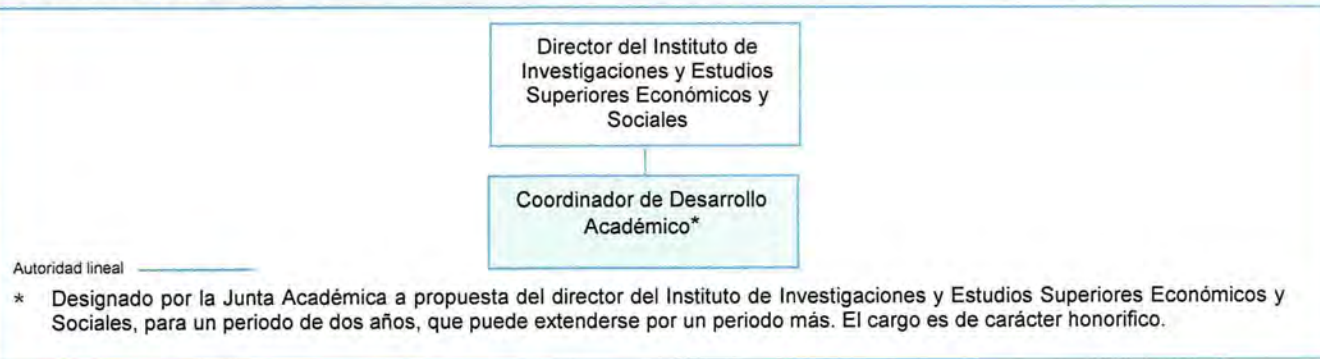 Director del Instituto de
Investigaciones y Estudios
Superiores Económicos y
Sociales
Coordinador de Desarrollo
Académico*
Autoridad lineal
* Designado por la Junta Académica a propuesta del director del Instituto de Investigaciones y Estudios Superiores Económicos y
Sociales, para un periodo de dos años, que puede extenderse por un periodo más. El cargo es de carácter honorifico.